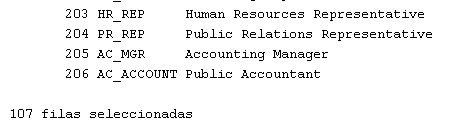 203 HR_REP Human Resources Representative
204 PR_REP Public Relations Representative
205 AC_MGR Accounting Manager
206 AC_ACCOUNT Public Accountant
107 filas seleccionadas